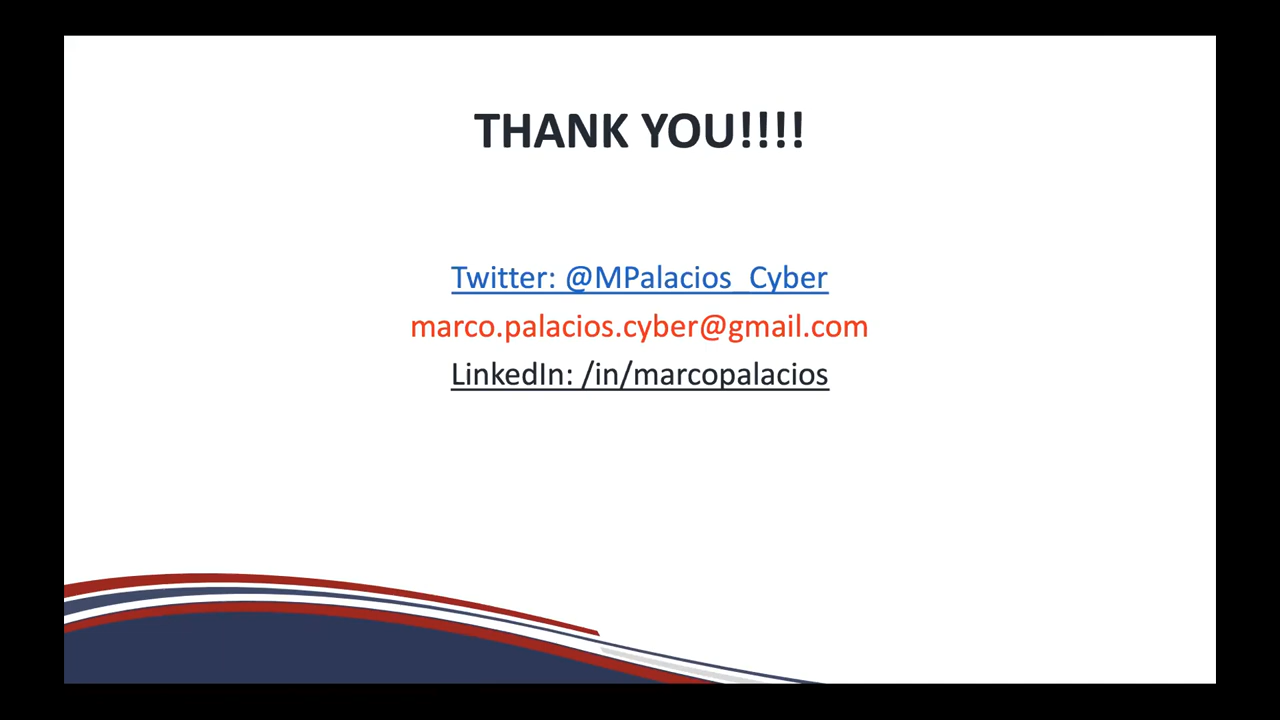 THANK YOU!!!!
Twitter: @MPalacios_Cyber
marco.palacios.cyber@gmail.com
LinkedIn: /in/marcopalacios